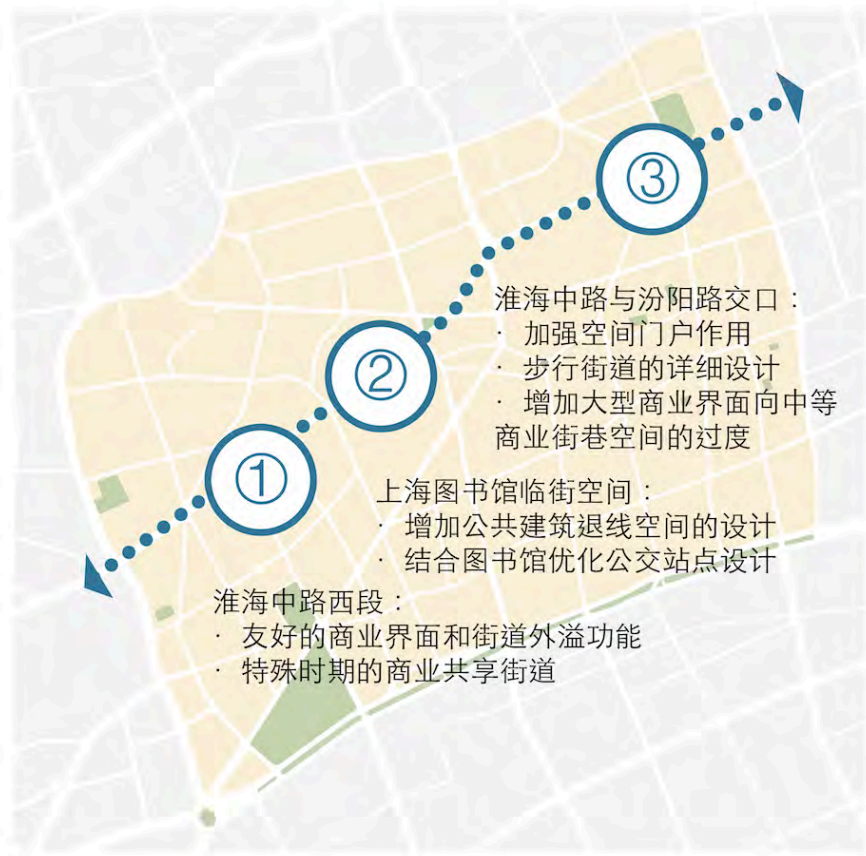 ③
淮海中路与汾阳路交口：
· 加强空间门户作用
· 步行街道的详细设计
· 增加大型商业界面向中等
商业街巷空间的过度
②
上海图书馆临街空间：
· 增加公共建筑退线空间的设计
· 结合图书馆优化公交站点设计
①
淮海中路西段：
· 友好的商业界面和街道外溢功能
· 特殊时期的商业共享街道